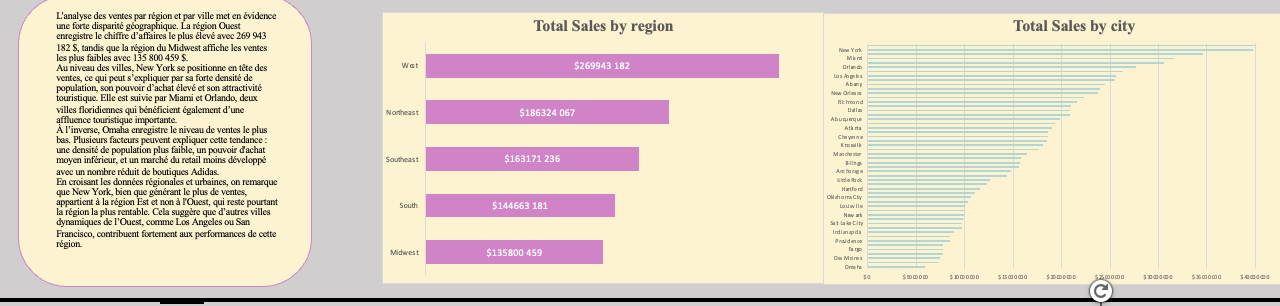 L'analyse des ventes par région et par ville met en évidence
une forte disparité géographique. La région Ouest
enregistre le chiffre d'affaires le plus élevé avec 269 943
182 $, tandis que la région du Midwest affiche les ventes
les plus faibles avec 135 800 459 $.
Au niveau des villes, New York se positionne en tête des
ventes, ce qui peut s'expliquer par sa forte densité de
population, son pouvoir d'achat élevé et son attractivité
touristique. Elle est suivie par Miami et Orlando, deux
villes floridiennes qui bénéficient également d'une
affluence touristique importante.
À l'inverse, Omaha enregistre le niveau de ventes le plus
bas. Plusieurs facteurs peuvent expliquer cette tendance :
une densité de population plus faible, un pouvoir d'achat
moyen inférieur, et un marché du retail moins développé
avec un nombre réduit de boutiques Adidas.
En croisant les données régionales et urbaines, on remarque
que New York, bien que générant le plus de ventes,
appartient à la région Est et non à l'Ouest, qui reste pourtant
la région la plus rentable. Cela suggère que d'autres villes
dynamiques de l'Ouest, comme Los Angeles ou San
Francisco, contribuent fortement aux performances de cette
région.
Total Sales by region
West $269943 182
Northeast $186324 067
Southeast $163171 236
South $144663 181
Midwest $135800 459
Total Sales by city
New York
Miami
Orlando
Los Angeles
Albany
New Orleans
Richmond
Dallas
Albuquerque
Atlanta
Cheyenne
Knoxville
Manchester
Billings
Anchorage
Little Rock
Hartford
Oklahoma City
Louisville
Newark
Salt Lake City
Indianapolis
Providence
Fargo
Des Moines
Omaha
$0 $5000000 $10000000 $15000000 $20000000 $25000000 $30000000 $35000000 $40000000